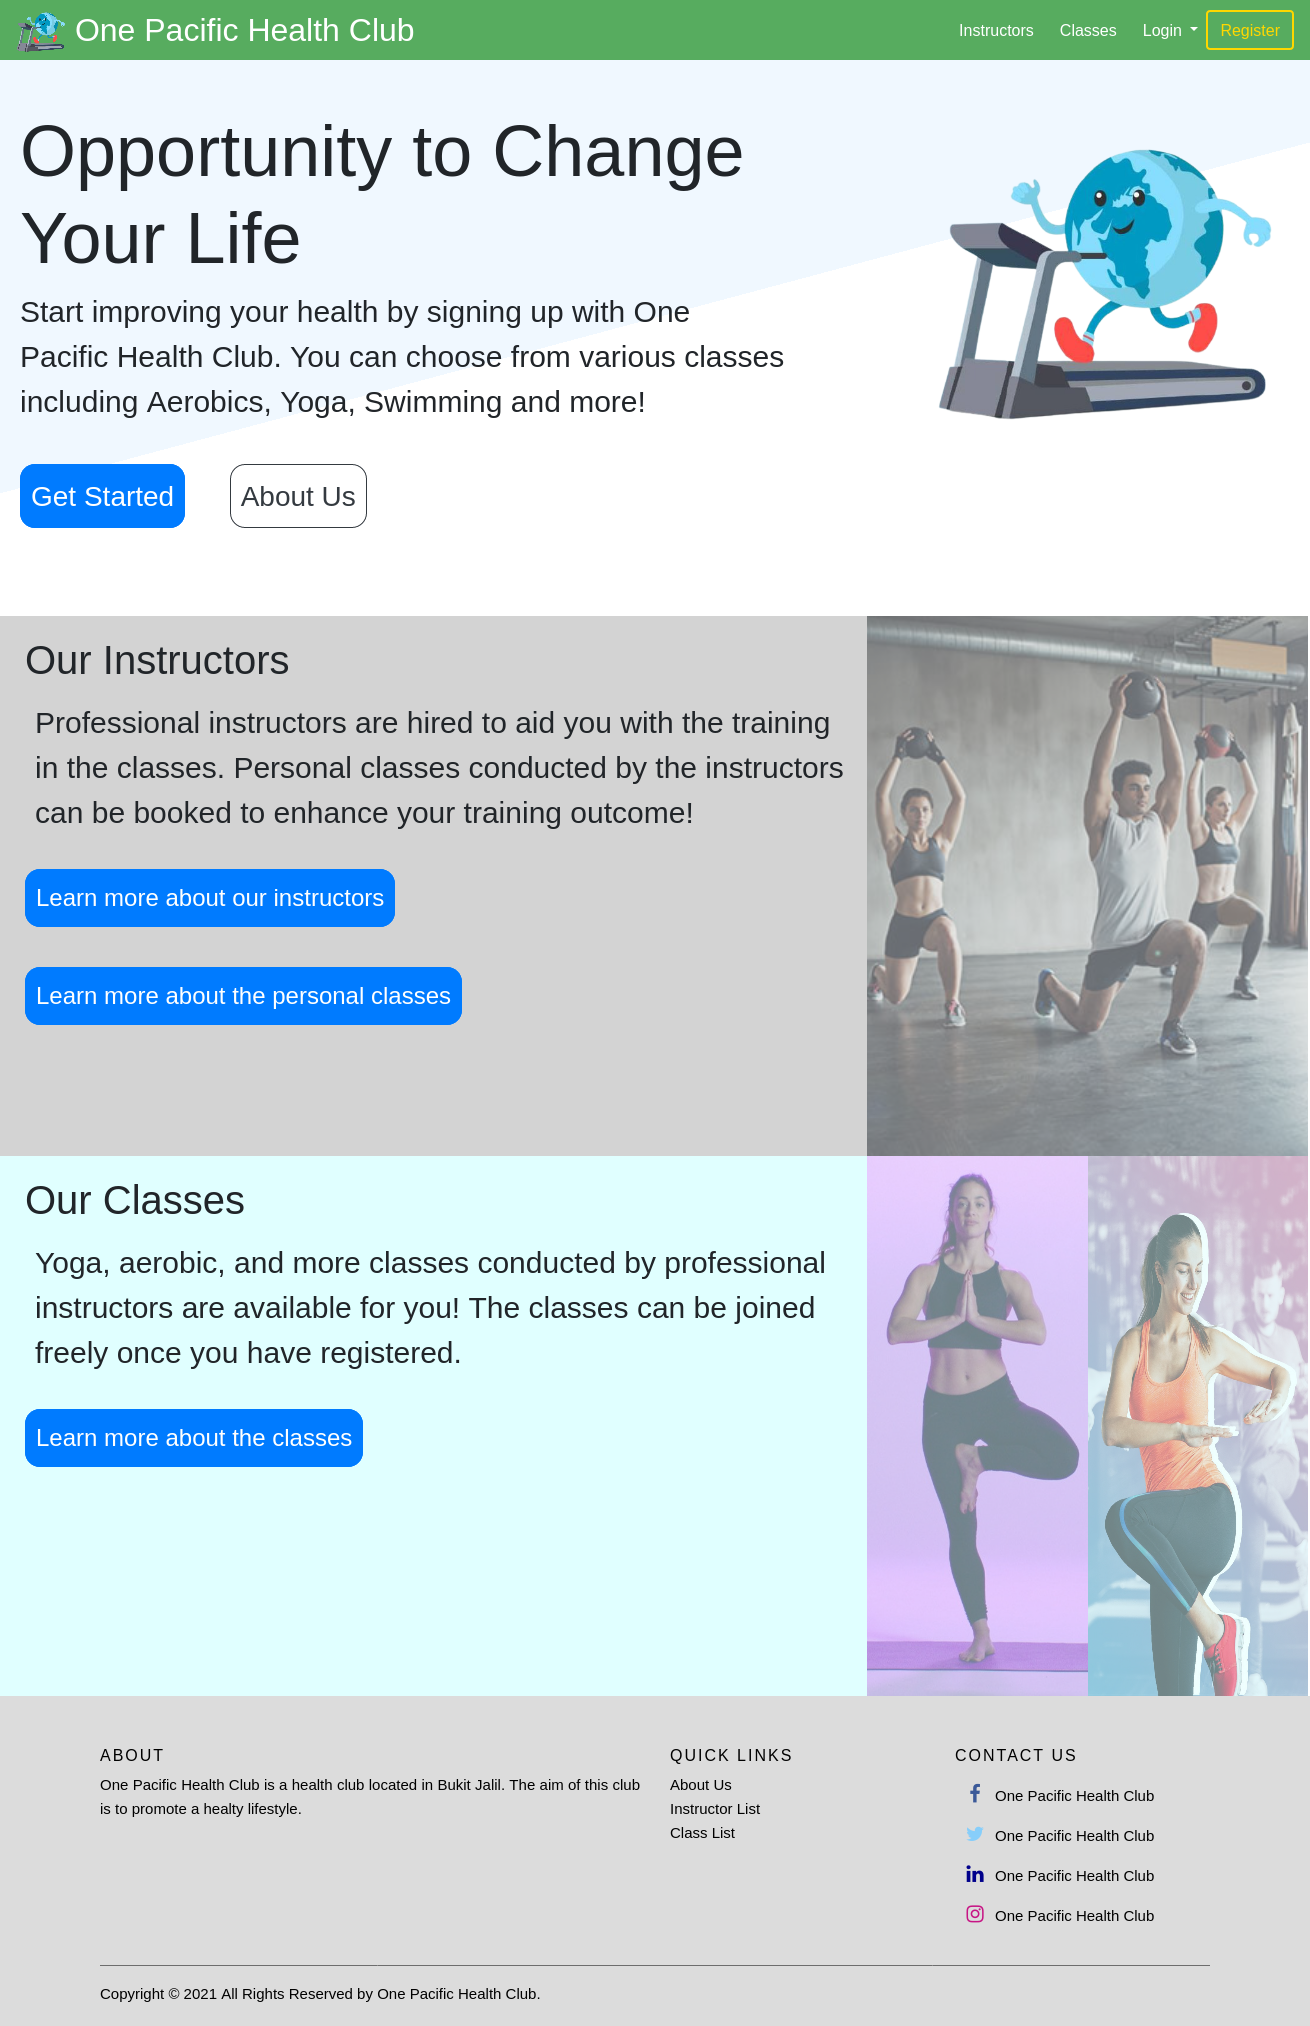 One Pacific Health Club
Instructors
Classes
Login
Register
Opportunity to Change
Your Life
Start improving your health by signing up with One
Pacific Health Club. You can choose from various classes
including Aerobics, Yoga, Swimming and more!
Get Started
About Us
Our Instructors
Professional instructors are hired to aid you with the training
in the classes. Personal classes conducted by the instructors
can be booked to enhance your training outcome!
Learn more about our instructors
Learn more about the personal classes
Our Classes
Yoga, aerobic, and more classes conducted by professional
instructors are available for you! The classes can be joined
freely once you have registered.
Learn more about the classes
ABOUT
One Pacific Health Club is a health club located in Bukit Jalil. The aim of this club
is to promote a healty lifestyle.
QUICK LINKS
About Us
Instructor List
Class List
CONTACT US
One Pacific Health Club
One Pacific Health Club
One Pacific Health Club
One Pacific Health Club
Copyright © 2021 All Rights Reserved by One Pacific Health Club.